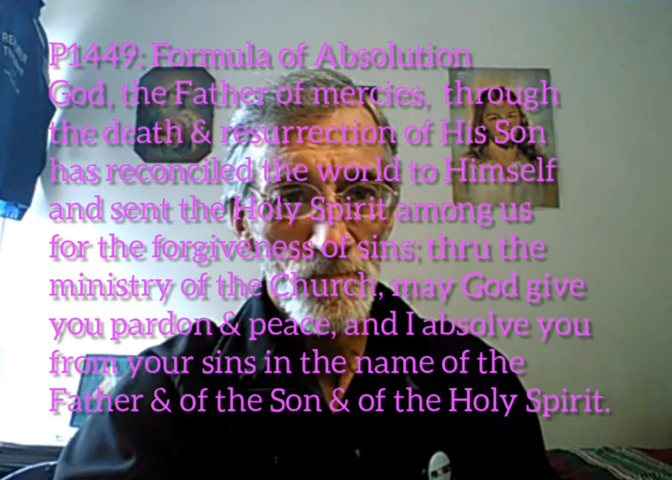 P1449: Formula of Absolution
God, the Father of mercies, through
the death & resurrection of His Son
has reconciled the world to Himself
and sent the Holy Spirit among us
for the forgiveness of sins; thru the
ministry of the Church, may God give
you pardon & peace, and I absolve you
from your sins in the name of the
Father & of the Son & of the Holy Spirit.